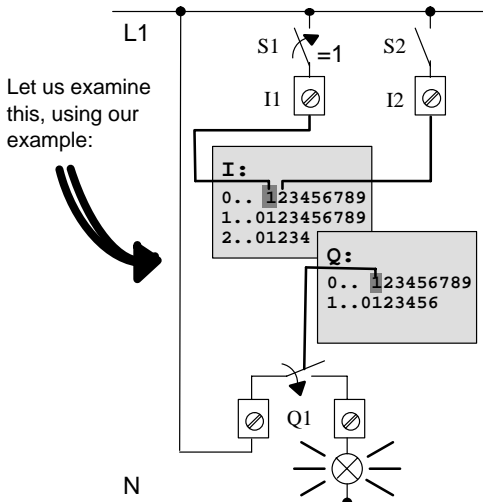 L1
S1
=1
S2
Let us examine
this, using our
example:
I1
I2
I:
0.. 123456789
1..0123456789
2..01234
Q:
0.. 123456789
1..0123456
Q1
N